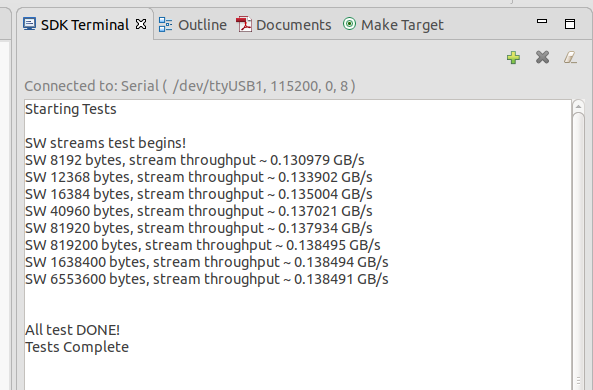 SDK Terminal Outline Documents Make Target
Connected to: Serial ( /dev/ttyUSB1, 115200, 0, 8 )
Starting Tests
SW streams test begins!
SW 8192 bytes, stream throughput ~ 0.130979 GB/s
SW 12368 bytes, stream throughput ~ 0.133902 GB/s
SW 16384 bytes, stream throughput ~ 0.135004 GB/s
SW 40960 bytes, stream throughput ~ 0.137021 GB/s
SW 81920 bytes, stream throughput ~ 0.137934 GB/s
SW 819200 bytes, stream throughput ~ 0.138495 GB/s
SW 1638400 bytes, stream throughput ~ 0.138494 GB/s
SW 6553600 bytes, stream throughput ~ 0.138491 GB/s
All test DONE!
Tests Complete